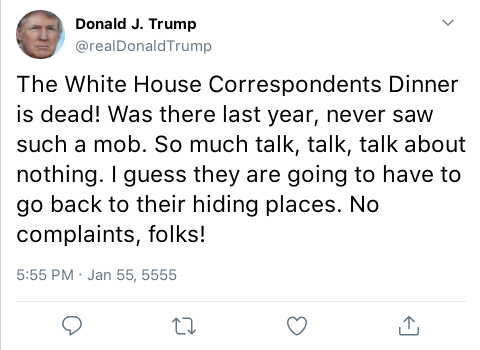 Donald J. Trump
@realDonaldTrump
The White House Correspondents Dinner
is dead! Was there last year, never saw
such a mob. So much talk, talk, talk about
nothing. I guess they are going to have to
go back to their hiding places. No
complaints, folks!
5:55 PM · Jan 55, 5555